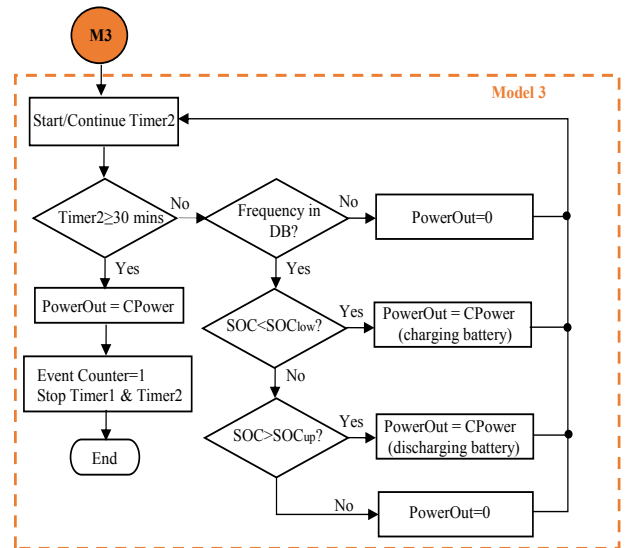 M3
Model 3
Start/Continue Timer2
Timer2≥30 mins
No
Frequency in
DB?
No
PowerOut=0
Yes
Yes
PowerOut = CPower
SOC<SOClow?
Yes
PowerOut = CPower
(charging battery)
Event Counter=1
Stop Timer1 & Timer2
No
End
SOC>SOCup?
Yes
PowerOut = CPower
(discharging battery)
No
PowerOut=0